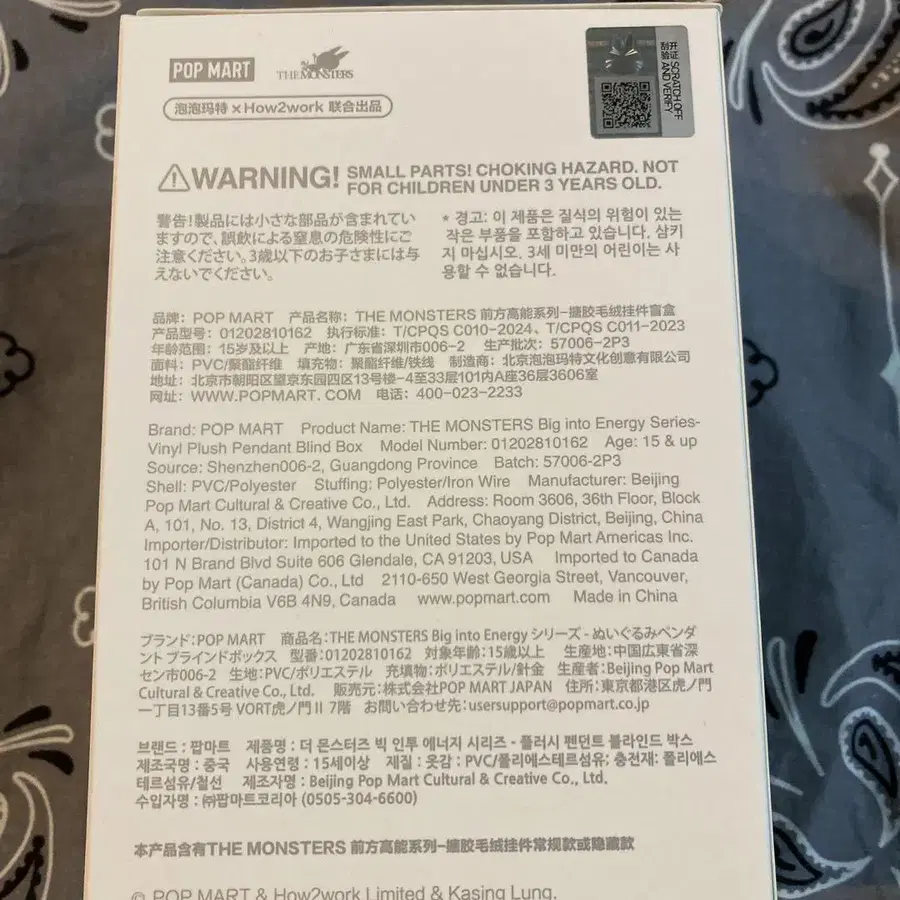 POP MART
THE MONSTERS
泡泡玛特 × How2work 联合出品
刮开验证 SCRATCH OFF AND VERIFY
WARNING! SMALL PARTS! CHOKING HAZARD. NOT
FOR CHILDREN UNDER 3 YEARS OLD.
警告!製品には小さな部品が含まれてい
ますので、誤飲による窒息の危険性にご
注意ください。3歳以下のお子さまには与
えないでください。
* 경고: 이 제품은 질식의 위험이 있는
작은 부품을 포함하고 있습니다. 삼키
지 마십시오. 3세 미만의 어린이는 사
용할 수 없습니다.
品牌: POP MART 产品名称: THE MONSTERS 前方高能系列-搪胶毛绒挂件盲盒
产品型号: 01202810162 执行标准: T/CPQS C010-2024、T/CPQS C011-2023
年龄范围: 15岁及以上 产地: 广东省深圳市006-2 生产批次: 57006-2P3
面料: PVC/聚酯纤维 填充物: 聚酯纤维/铁线 制造商: 北京泡泡玛特文化创意有限公司
地址: 北京市朝阳区望京东园四区13号楼-4至33层101内A座36层3606室
网址: WWW.POPMART. COM 电话: 400-023-2233
Brand: POP MART Product Name: THE MONSTERS Big into Energy Series-
Vinyl Plush Pendant Blind Box Model Number: 01202810162 Age: 15 & up
Source: Shenzhen006-2, Guangdong Province Batch: 57006-2P3
Shell: PVC/Polyester Stuffing: Polyester/Iron Wire Manufacturer: Beijing
Pop Mart Cultural & Creative Co., Ltd. Address: Room 3606, 36th Floor, Block
A, 101, No. 13, District 4, Wangjing East Park, Chaoyang District, Beijing, China
Importer/Distributor: Imported to the United States by Pop Mart Americas Inc.
101 N Brand Blvd Suite 606 Glendale, CA 91203, USA Imported to Canada
by Pop Mart (Canada) Co., Ltd 2110-650 West Georgia Street, Vancouver,
British Columbia V6B 4N9, Canada www.popmart.com Made in China
ブランド:POP MART 商品名:THE MONSTERS Big into Energy シリーズ - ぬいぐるみペンダ
ント ブラインドボックス 型番:01202810162 対象年齢:15歳以上 生産地:中国広東省深
セン市006-2 生地:PVC/ポリエステル 充填物:ポリエステル/針金 生産者:Beijing Pop Mart
Cultural & Creative Co., Ltd. 販売元:株式会社POP MART JAPAN 住所:東京都港区虎ノ門
一丁目13番5号 VORT虎ノ門Ⅱ 7階 お問い合わせ先:usersupport@popmart.co.jp
브랜드 : 팝마트 제품명 : 더 몬스터즈 빅 인투 에너지 시리즈 - 플러시 펜던트 블라인드 박스
제조국명 : 중국 사용연령 : 15세이상 재질 : 옷감 : PVC/폴리에스테르섬유; 충전재: 폴리에스
테르섬유/철선 제조자명 : Beijing Pop Mart Cultural & Creative Co., Ltd.
수입자명 : ㈜팝마트코리아 (0505-304-6600)
本产品含有THE MONSTERS 前方高能系列-搪胶毛绒挂件常规款或隐藏款
© POP MART & How2work Limited & Kasing Lung.